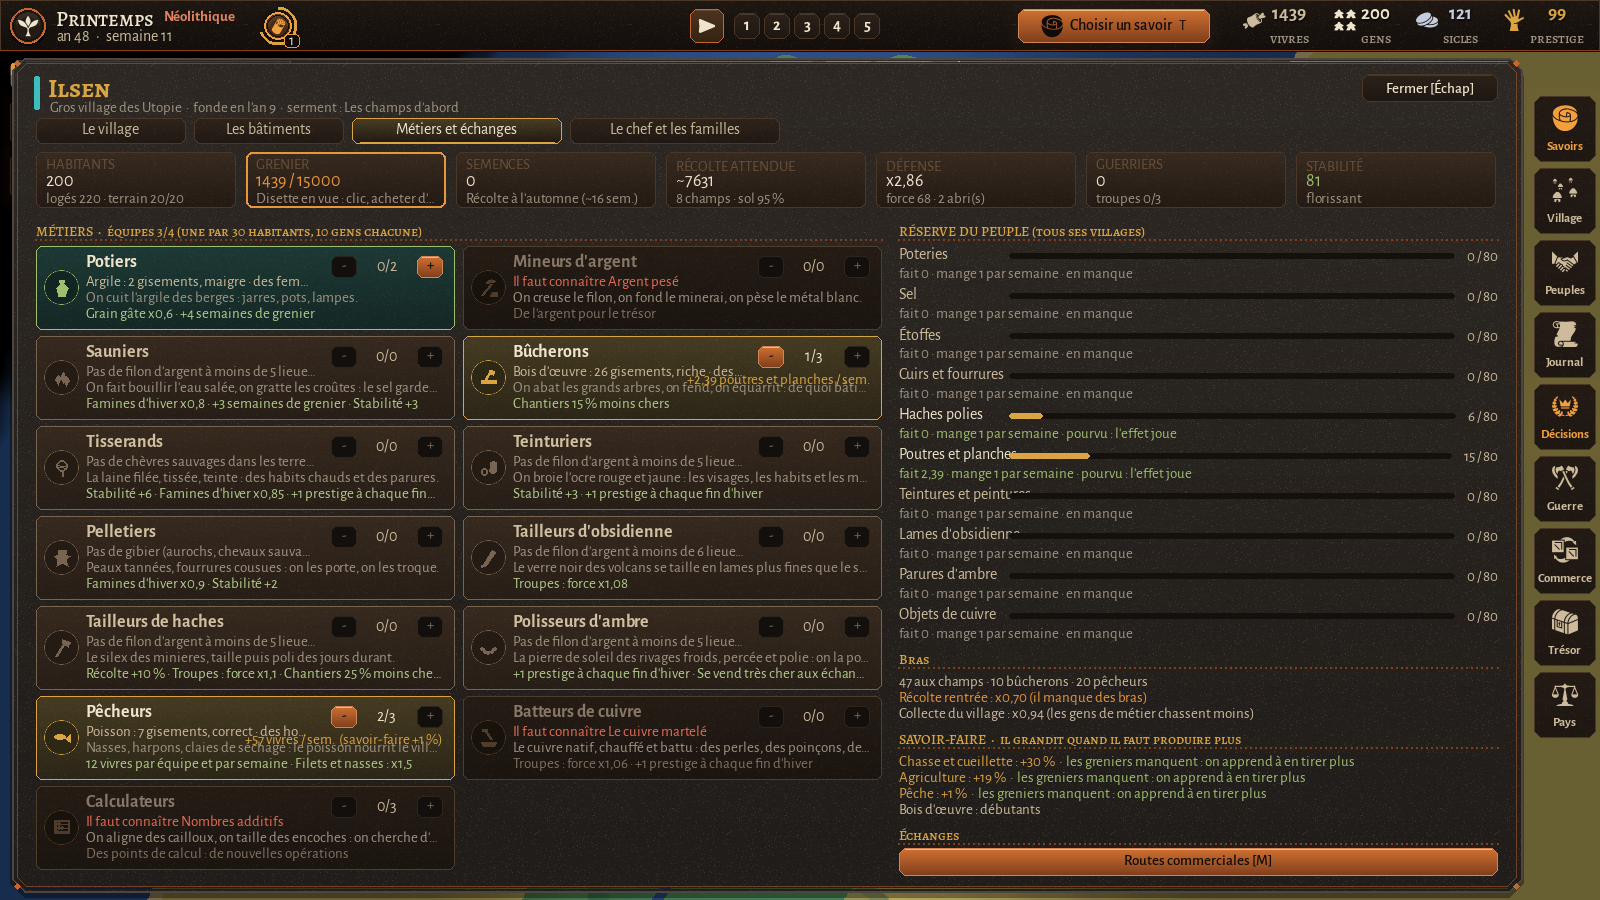 Printemps Néolithique
an 48 · semaine 11
1
1 2 3 4 5
Choisir un savoir T
1439 VIVRES
200 GENS
121 SICLES
99 PRESTIGE
Ilsen
Gros village des Utopie · fonde en l'an 9 · serment : Les champs d'abord
Fermer [Échap]
Le village
Les bâtiments
Métiers et échanges
Le chef et les familles
HABITANTS
200
logés 220 · terrain 20/20
GRENIER
1439 / 15000
Disette en vue : clic, acheter d'…
SEMENCES
0
Récolte à l'automne (~16 sem.)
RÉCOLTE ATTENDUE
~7631
8 champs · sol 95 %
DÉFENSE
x2,86
force 68 · 2 abri(s)
GUERRIERS
0
troupes 0/3
STABILITÉ
81
florissant
MÉTIERS · ÉQUIPES 3/4 (UNE PAR 30 HABITANTS, 10 GENS CHACUNE)
Potiers - 0/2 +
Argile : 2 gisements, maigre · des fem…
On cuit l'argile des berges : jarres, pots, lampes.
Grain gâte x0,6 · +4 semaines de grenier
Mineurs d'argent - 0/0 +
Il faut connaître Argent pesé
On creuse le filon, on fond le minerai, on pèse le métal blanc.
De l'argent pour le trésor
Sauniers - 0/0 +
Pas de filon d'argent à moins de 5 lieue…
On fait bouillir l'eau salée, on gratte les croûtes : le sel garde…
Famines d'hiver x0,8 · +3 semaines de grenier · Stabilité +3
Bûcherons - 1/3 +
Bois d'œuvre : 26 gisements, riche · des…
+2,39 poutres et planches / sem.
On abat les grands arbres, on fend, on équarrit : de quoi bâti…
Chantiers 15 % moins chers
Tisserands - 0/0 +
Pas de chèvres sauvages dans les terre…
La laine filée, tissée, teinte : des habits chauds et des parures.
Stabilité +6 · Famines d'hiver x0,85 · +1 prestige à chaque fin…
Teinturiers - 0/0 +
Pas de filon d'argent à moins de 5 lieue…
On broie l'ocre rouge et jaune : les visages, les habits et les m…
Stabilité +3 · +1 prestige à chaque fin d'hiver
Pelletiers - 0/0 +
Pas de gibier (aurochs, chevaux sauva…
Peaux tannées, fourrures cousues : on les porte, on les troque.
Famines d'hiver x0,9 · Stabilité +2
Tailleurs d'obsidienne - 0/0 +
Pas de filon d'argent à moins de 6 lieue…
Le verre noir des volcans se taille en lames plus fines que le s…
Troupes : force x1,08
Tailleurs de haches - 0/0 +
Pas de filon d'argent à moins de 5 lieue…
Le silex des minieres, taille puis poli des jours durant.
Récolte +10 % · Troupes : force x1,1 · Chantiers 25 % moins che…
Polisseurs d'ambre - 0/0 +
Pas de filon d'argent à moins de 5 lieue…
La pierre de soleil des rivages froids, percée et polie : on la po…
+1 prestige à chaque fin d'hiver · Se vend très cher aux échan…
Pêcheurs - 2/3 +
Poisson : 7 gisements, correct · des ho…
+57 vivres / sem. (savoir-faire +1 %)
Nasses, harpons, claies de séchage : le poisson nourrit le vill…
12 vivres par équipe et par semaine · Filets et nasses : x1,5
Batteurs de cuivre - 0/0 +
Il faut connaître Le cuivre martelé
Le cuivre natif, chauffé et battu : des perles, des poinçons, de…
Troupes : force x1,06 · +1 prestige à chaque fin d'hiver
Calculateurs - 0/3 +
Il faut connaître Nombres additifs
On aligne des cailloux, on taille des encoches : on cherche d'…
Des points de calcul : de nouvelles opérations
RÉSERVE DU PEUPLE (TOUS SES VILLAGES)
Poteries 0 / 80
fait 0 · mange 1 par semaine · en manque
Sel 0 / 80
fait 0 · mange 1 par semaine · en manque
Étoffes 0 / 80
fait 0 · mange 1 par semaine · en manque
Cuirs et fourrures 0 / 80
fait 0 · mange 1 par semaine · en manque
Haches polies 6 / 80
fait 0 · mange 1 par semaine · pourvu : l'effet joue
Poutres et planches 15 / 80
fait 2,39 · mange 1 par semaine · pourvu : l'effet joue
Teintures et peintures 0 / 80
fait 0 · mange 1 par semaine · en manque
Lames d'obsidienne 0 / 80
fait 0 · mange 1 par semaine · en manque
Parures d'ambre 0 / 80
fait 0 · mange 1 par semaine · en manque
Objets de cuivre 0 / 80
fait 0 · mange 1 par semaine · en manque
BRAS
47 aux champs · 10 bûcherons · 20 pêcheurs
Récolte rentrée : x0,70 (il manque des bras)
Collecte du village : x0,94 (les gens de métier chassent moins)
SAVOIR-FAIRE · IL GRANDIT QUAND IL FAUT PRODUIRE PLUS
Chasse et cueillette : +30 % · les greniers manquent : on apprend à en tirer plus
Agriculture : +19 % · les greniers manquent : on apprend à en tirer plus
Pêche : +1 % · les greniers manquent : on apprend à en tirer plus
Bois d'œuvre : débutants
ÉCHANGES
Routes commerciales [M]
Savoirs
Village
Peuples
Journal
Décisions
Guerre
Commerce
Trésor
Pays